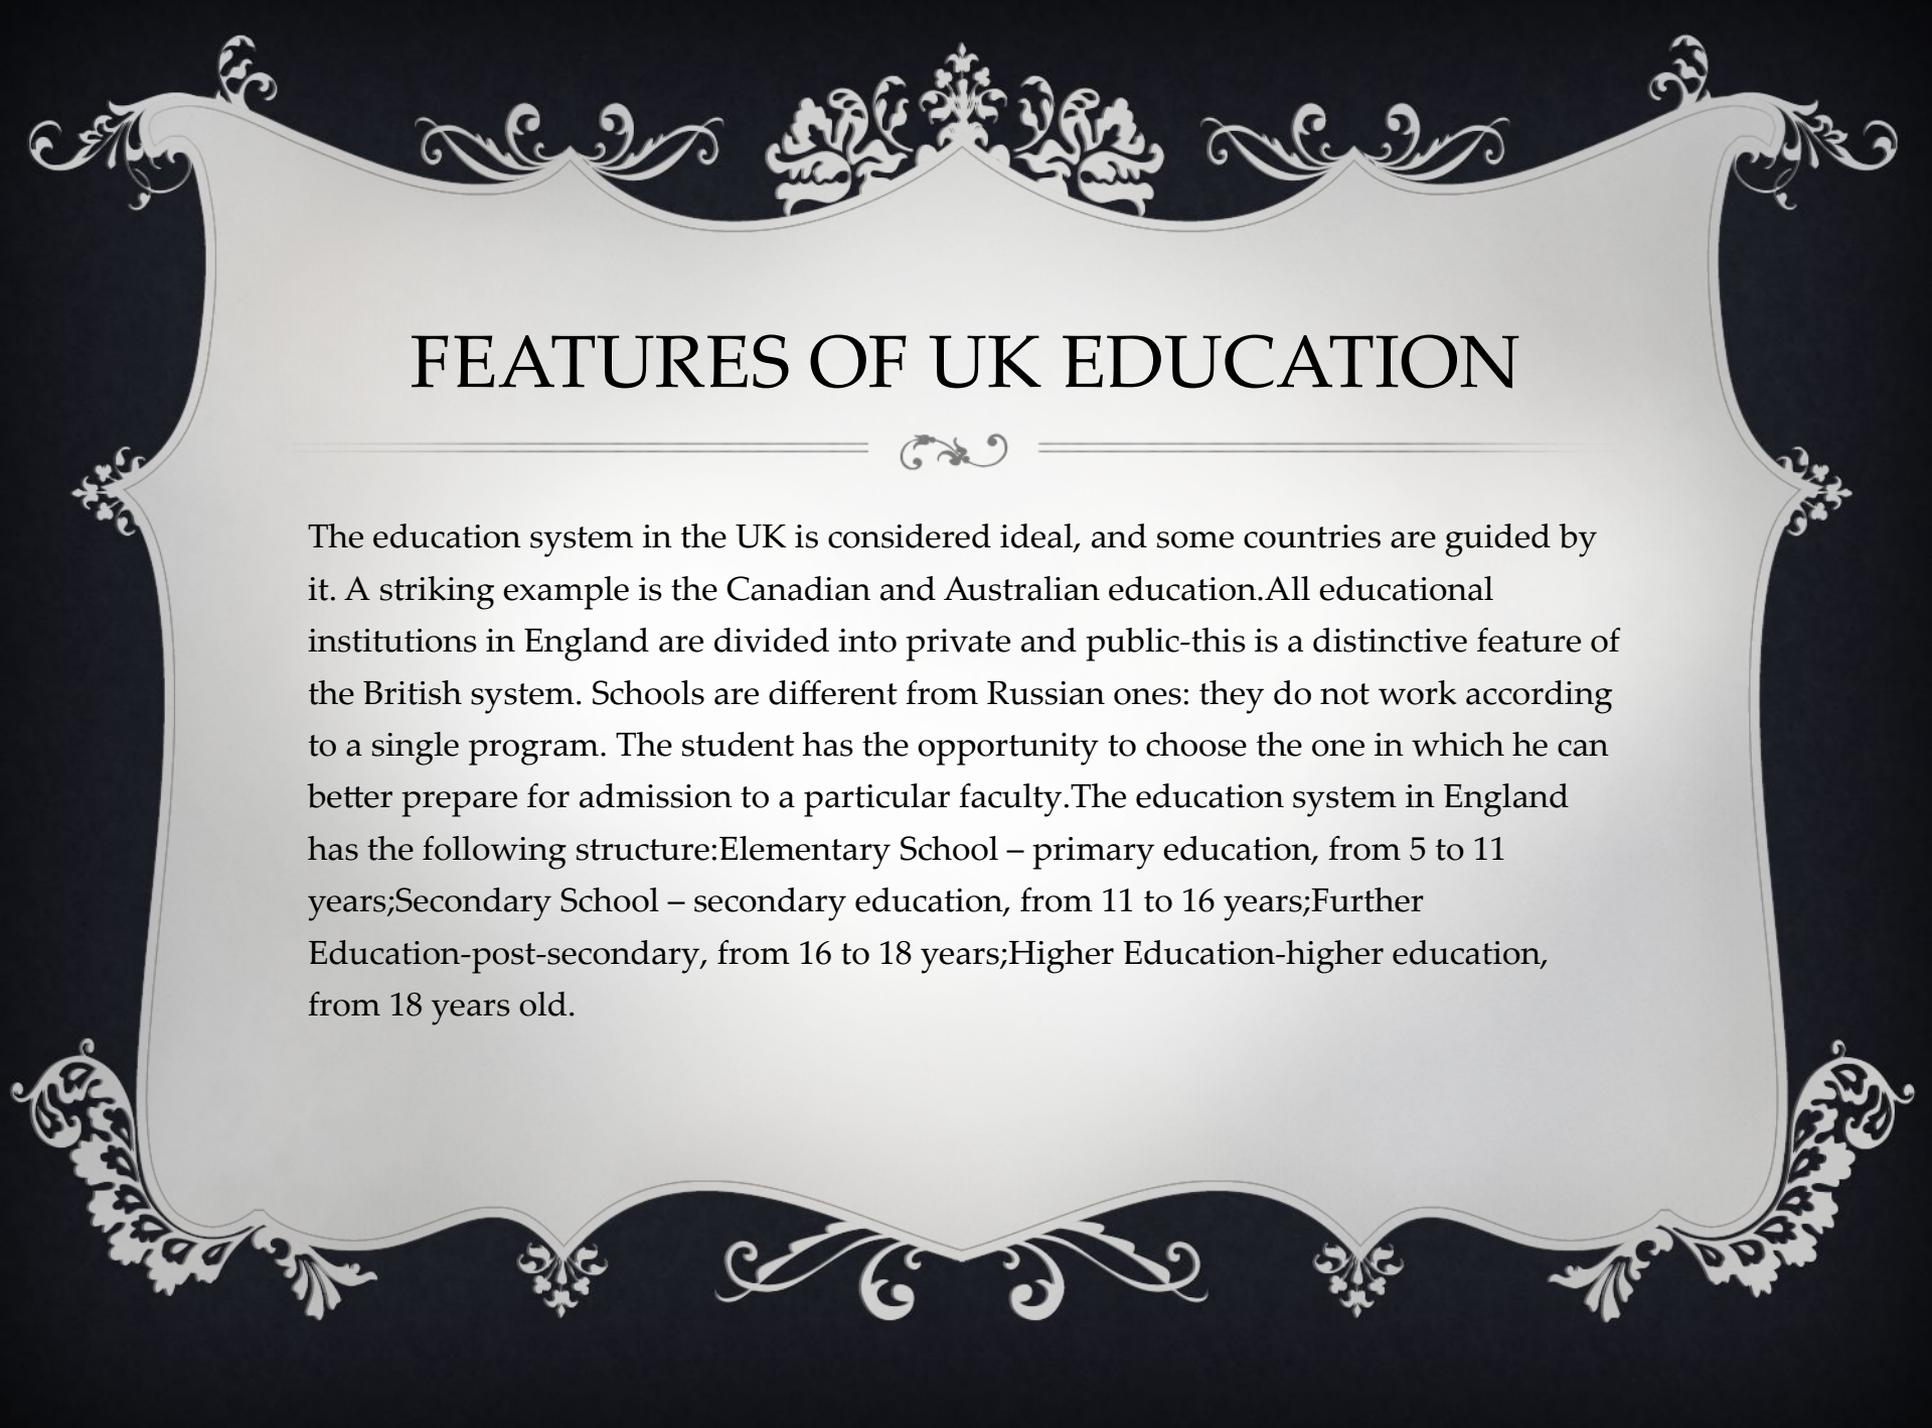 FEATURES OF UK EDUCATION
The education system in the UK is considered ideal, and some countries are guided by
it. A striking example is the Canadian and Australian education.All educational
institutions in England are divided into private and public-this is a distinctive feature of
the British system. Schools are different from Russian ones: they do not work according
to a single program. The student has the opportunity to choose the one in which he can
better prepare for admission to a particular faculty.The education system in England
has the following structure:Elementary School – primary education, from 5 to 11
years;Secondary School – secondary education, from 11 to 16 years;Further
Education-post-secondary, from 16 to 18 years;Higher Education-higher education,
from 18 years old.